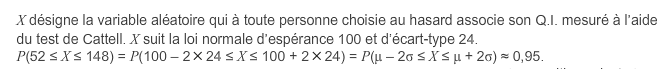 X désigne la variable aléatoire qui à toute personne choisie au hasard associe son Q.I. mesuré à l'aide
du test de Cattell. X suit la loi normale d'espérance 100 et d'écart-type 24.
P(52 ≤ X ≤ 148) = P(100 – 2 × 24 ≤ X ≤ 100 + 2 × 24) = P(μ – 2σ ≤ X ≤ μ + 2σ) ≈ 0,95.